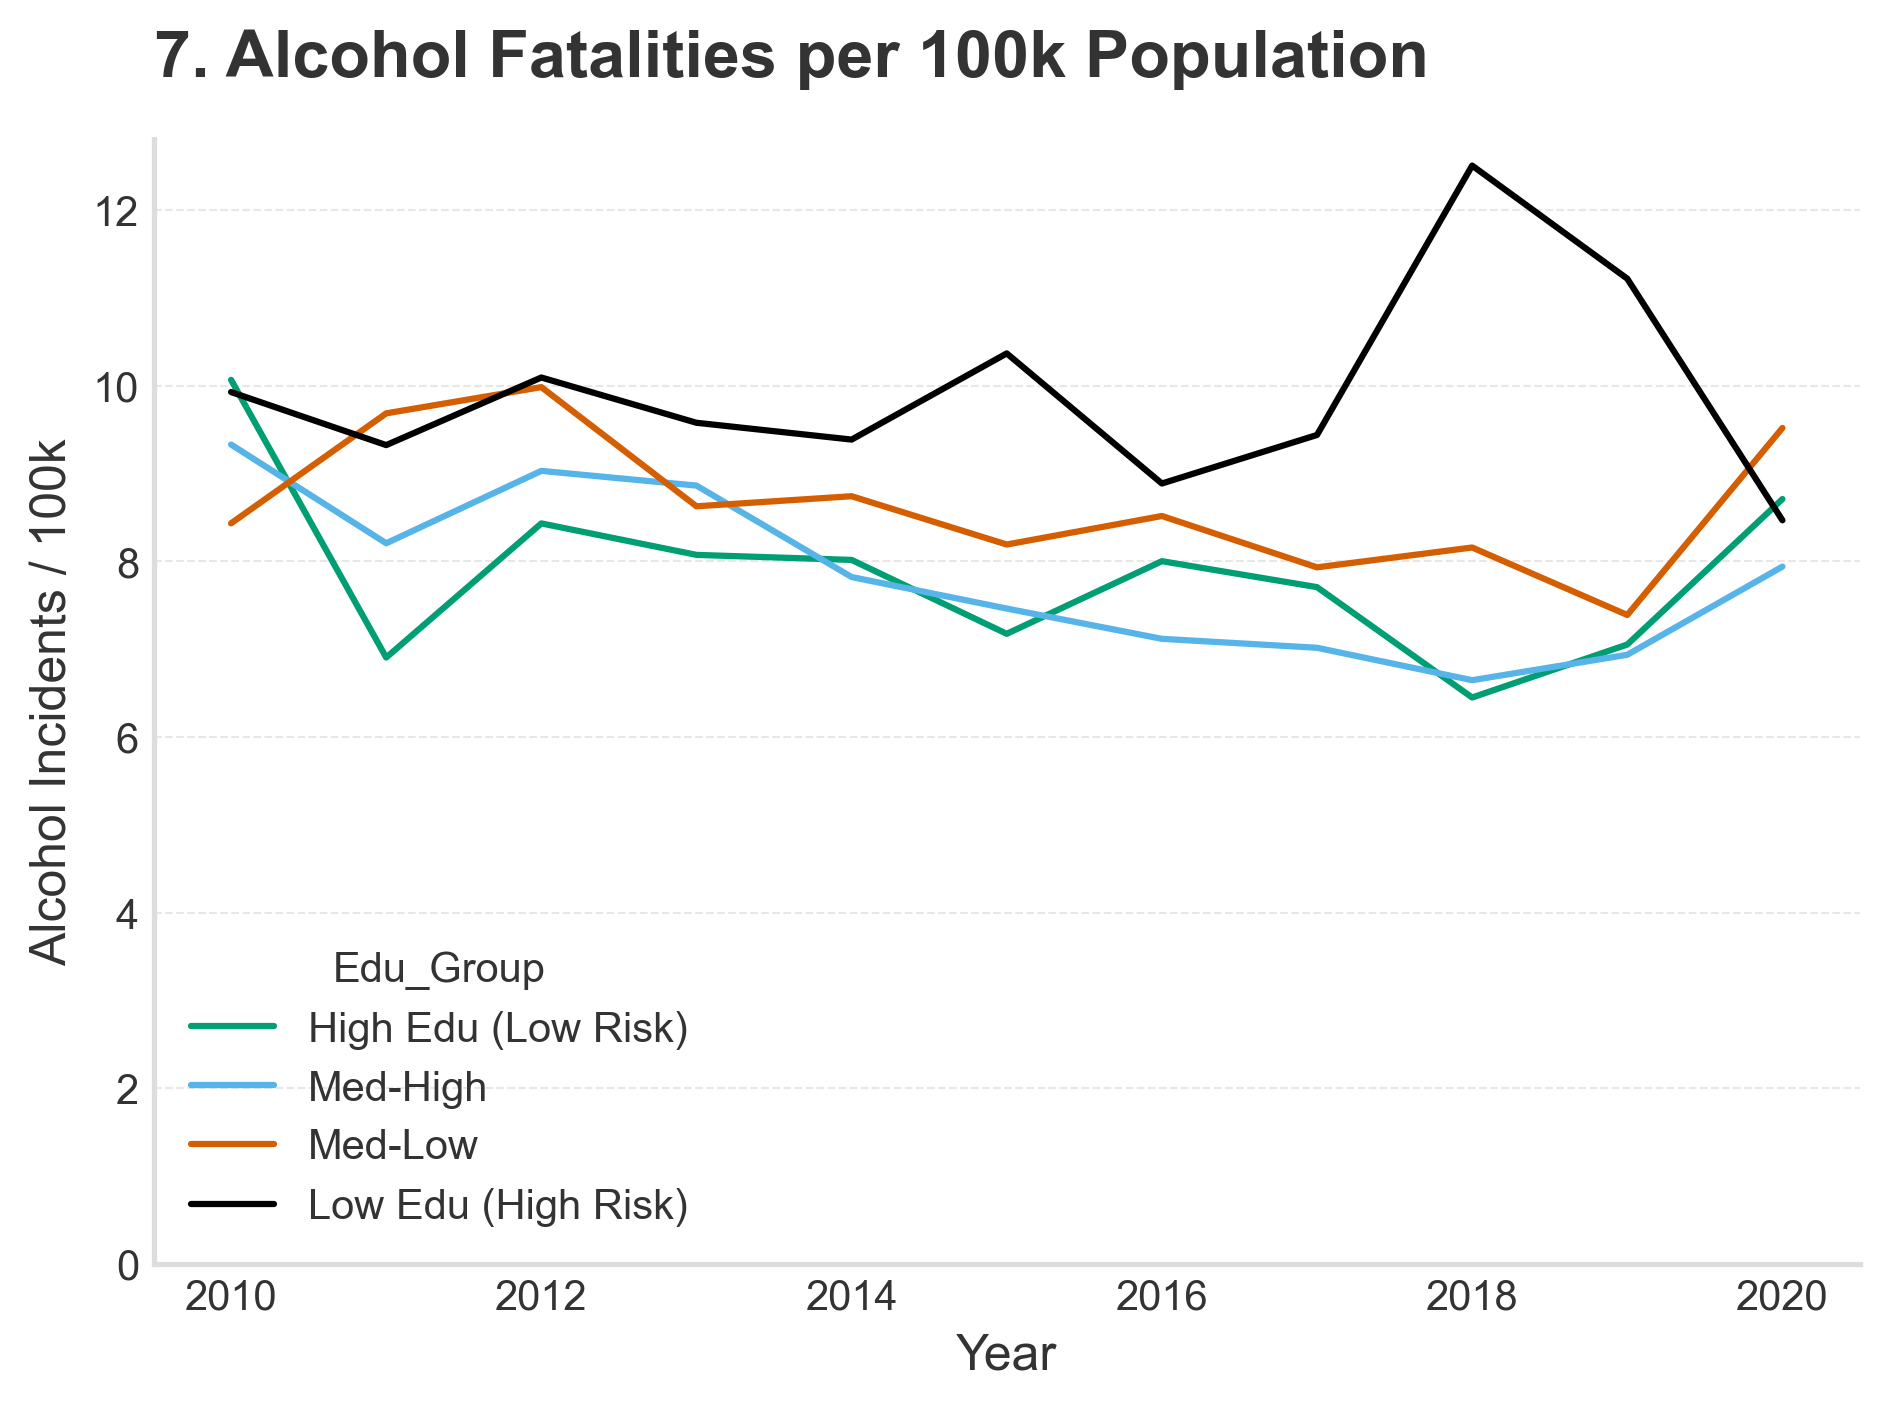 7. Alcohol Fatalities per 100k Population
Alcohol Incidents / 100k
12
10
8
6
4
2
0
Edu_Group
High Edu (Low Risk)
Med-High
Med-Low
Low Edu (High Risk)
2010 2012 2014 2016 2018 2020
Year